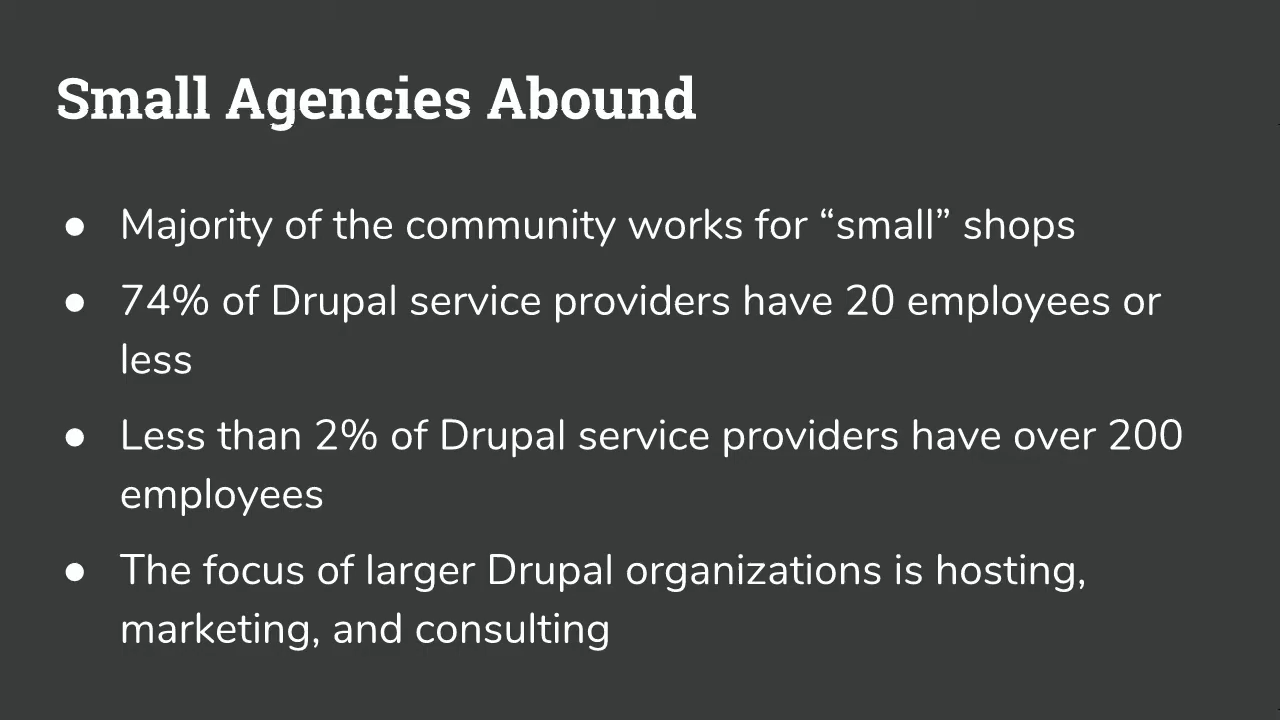 Small Agencies Abound
● Majority of the community works for “small” shops
● 74% of Drupal service providers have 20 employees or
less
● Less than 2% of Drupal service providers have over 200
employees
● The focus of larger Drupal organizations is hosting,
marketing, and consulting